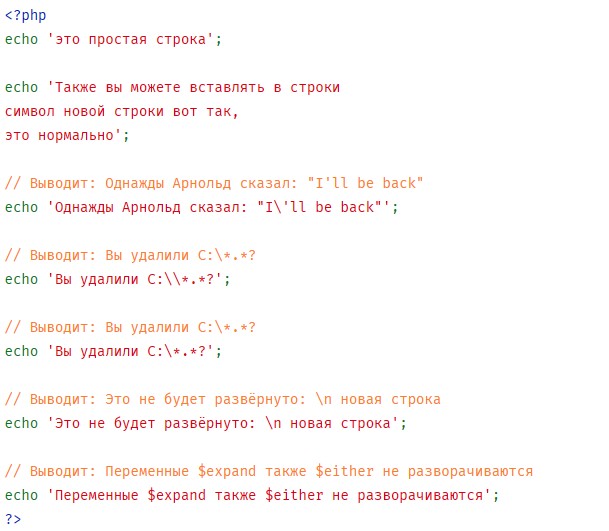 <?php
echo 'это простая строка';
echo 'Также вы можете вставлять в строки
символ новой строки вот так,
это нормально';
// Выводит: Однажды Арнольд сказал: "I'll be back"
echo 'Однажды Арнольд сказал: "I\'ll be back"';
// Выводит: Вы удалили C:\*.*?
echo 'Вы удалили C:\\*.*?';
// Выводит: Вы удалили C:\*.*?
echo 'Вы удалили C:\*.*?';
// Выводит: Это не будет развёрнуто: \n новая строка
echo 'Это не будет развёрнуто: \n новая строка';
// Выводит: Переменные $expand также $either не разворачиваются
echo 'Переменные $expand также $either не разворачиваются';
?>